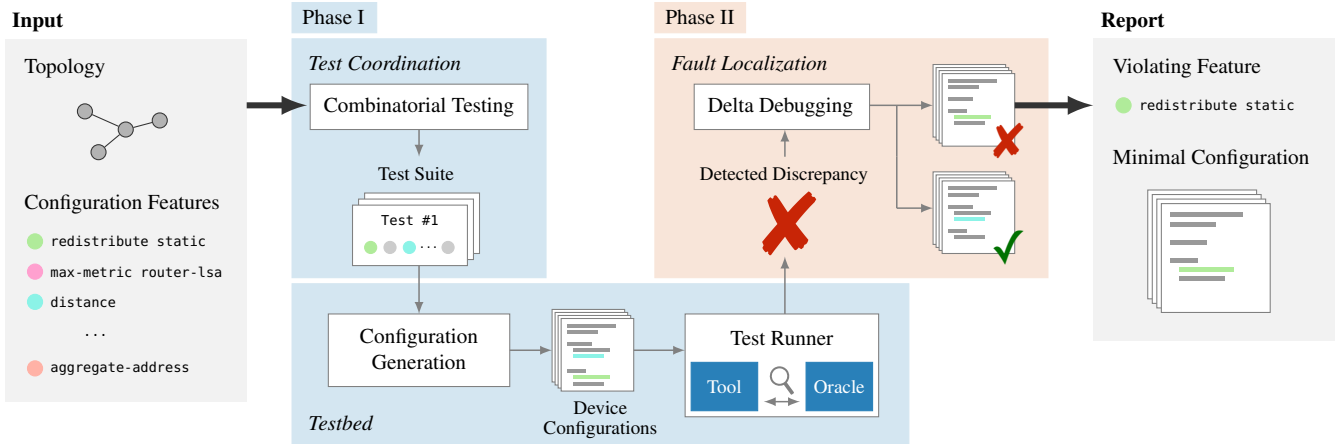 Input
Topology
Configuration Features
redistribute static
max-metric router-lsa
distance
...
aggregate-address
Phase I
Test Coordination
Combinatorial Testing
Test Suite
Test #1
...
Configuration
Generation
Device
Configurations
Test Runner
Tool
Oracle
Testbed
Phase II
Fault Localization
Delta Debugging
Detected Discrepancy
Report
Violating Feature
redistribute static
Minimal Configuration